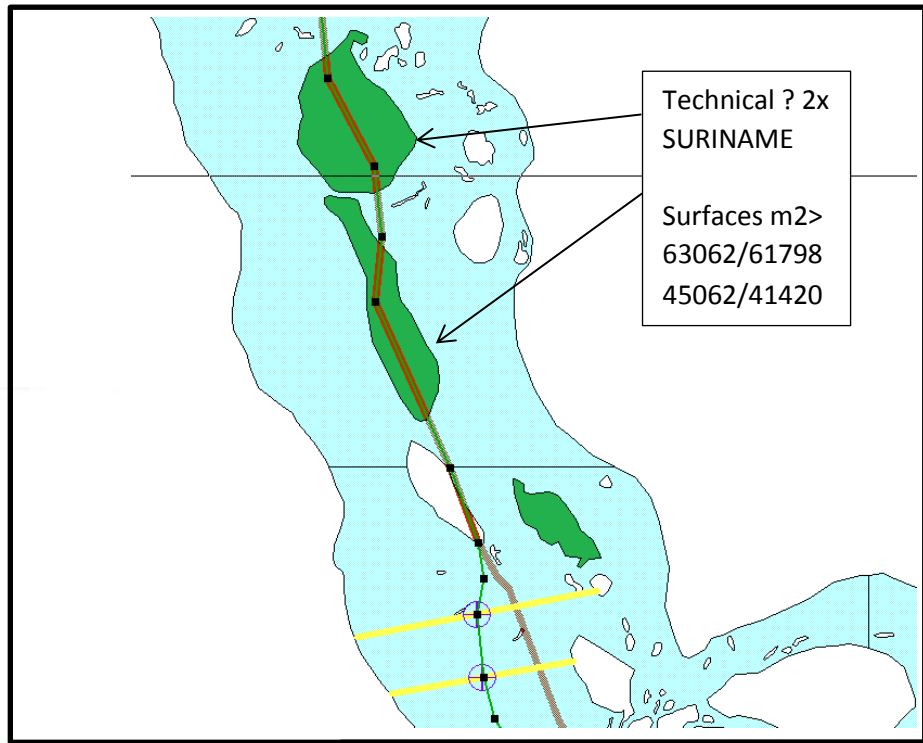 Technical ? 2x
SURINAME
Surfaces m2>
63062/61798
45062/41420